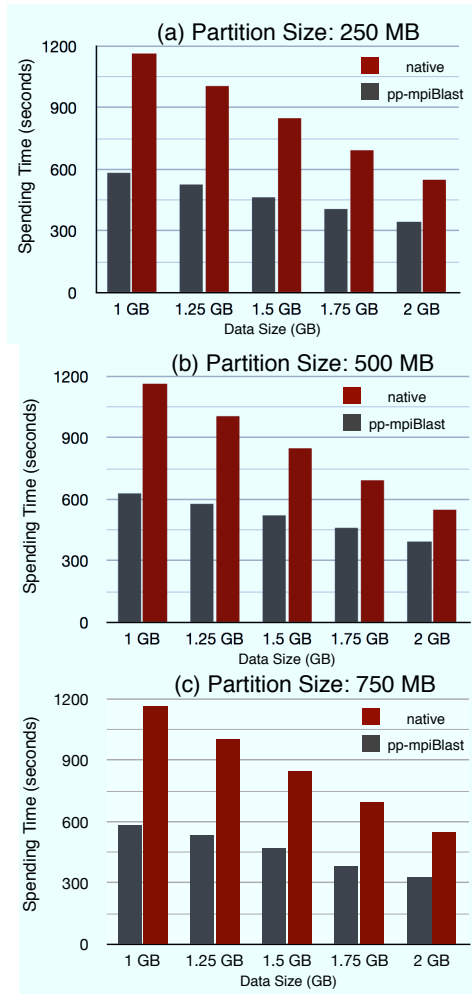 (a) Partition Size: 250 MB
native
pp-mpiBlast
Spending Time (seconds)
1200
900
600
300
0
1 GB 1.25 GB 1.5 GB 1.75 GB 2 GB
Data Size (GB)
(b) Partition Size: 500 MB
native
pp-mpiBlast
Spending Time (seconds)
1200
900
600
300
0
1 GB 1.25 GB 1.5 GB 1.75 GB 2 GB
Data Size (GB)
(c) Partition Size: 750 MB
native
pp-mpiBlast
Spending Time (seconds)
1200
900
600
300
0
1 GB 1.25 GB 1.5 GB 1.75 GB 2 GB
Data Size (GB)